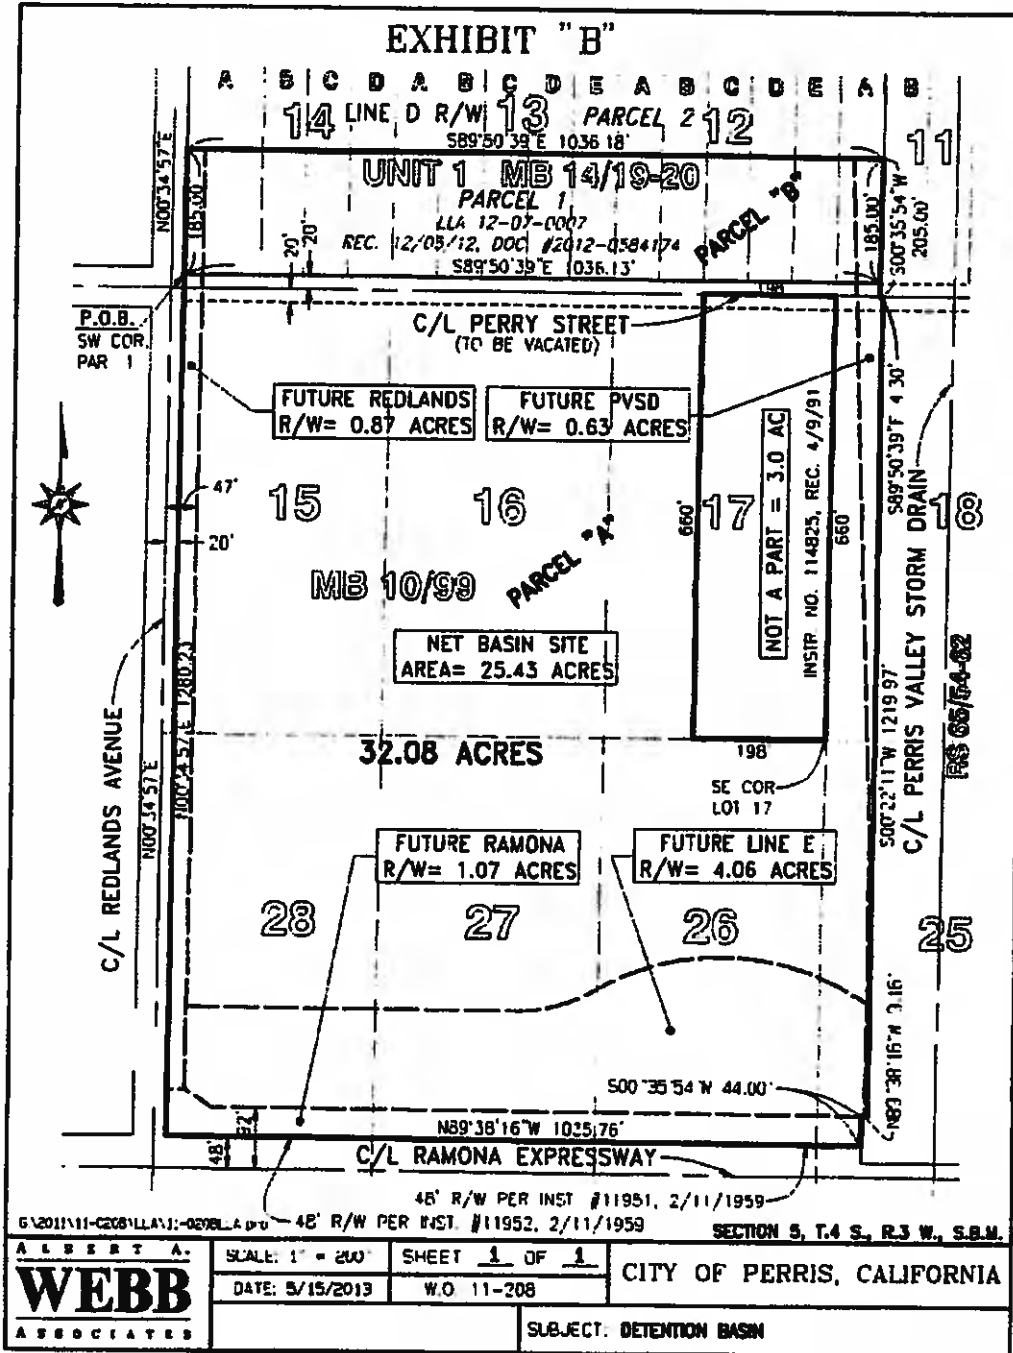 EXHIBIT "B"
A B C D A B C D E A B C D E A B
14 LINE D R/W 13 PARCEL 2 12 11
S89°50'39"E 1036.18'
UNIT 1 MB 14/19-20
PARCEL 1
LLA 12-07-0007
REC. 12/05/12, DOC #2012-0584174
S89°50'39"E 1036.13'
PARCEL "B"
N00°34'57"E
185.00'
20'
20'
185.00'
S00°35'54"W
205.00'
198'
P.O.B.
SW COR.
PAR 1
C/L PERRY STREET
(TO BE VACATED)
FUTURE REDLANDS
R/W= 0.87 ACRES
FUTURE PVSD
R/W= 0.63 ACRES
S89°50'39"E 4.30'
47'
20'
15
16
17
18
660'
NOT A PART = 3.0 AC
INSTR. NO. 114825, REC. 4/9/91
660'
MB 10/99
PARCEL "A"
NET BASIN SITE
AREA= 25.43 ACRES
C/L PERRIS VALLEY STORM DRAIN
S00°22'11"W 1219.97'
C/L REDLANDS AVENUE
N00°34'57"E
N00°34'57"E 1280.23'
32.08 ACRES
198'
SE COR
LOT 17
FUTURE RAMONA
R/W= 1.07 ACRES
FUTURE LINE E
R/W= 4.06 ACRES
28
27
26
25
N89°38'16"W
S00°35'54"W 44.00'
N89°38'16"W 1025.76'
48'
C/L RAMONA EXPRESSWAY
48' R/W PER INST. #11951, 2/11/1959
48' R/W PER INST. #11952, 2/11/1959
SECTION 5, T.4 S., R.3 W., S.B.M.
ALBERT A.
WEBB
ASSOCIATES
SCALE: 1" = 200'
SHEET 1 OF 1
CITY OF PERRIS, CALIFORNIA
DATE: 5/15/2013
W.O. 11-208
SUBJECT: DETENTION BASIN